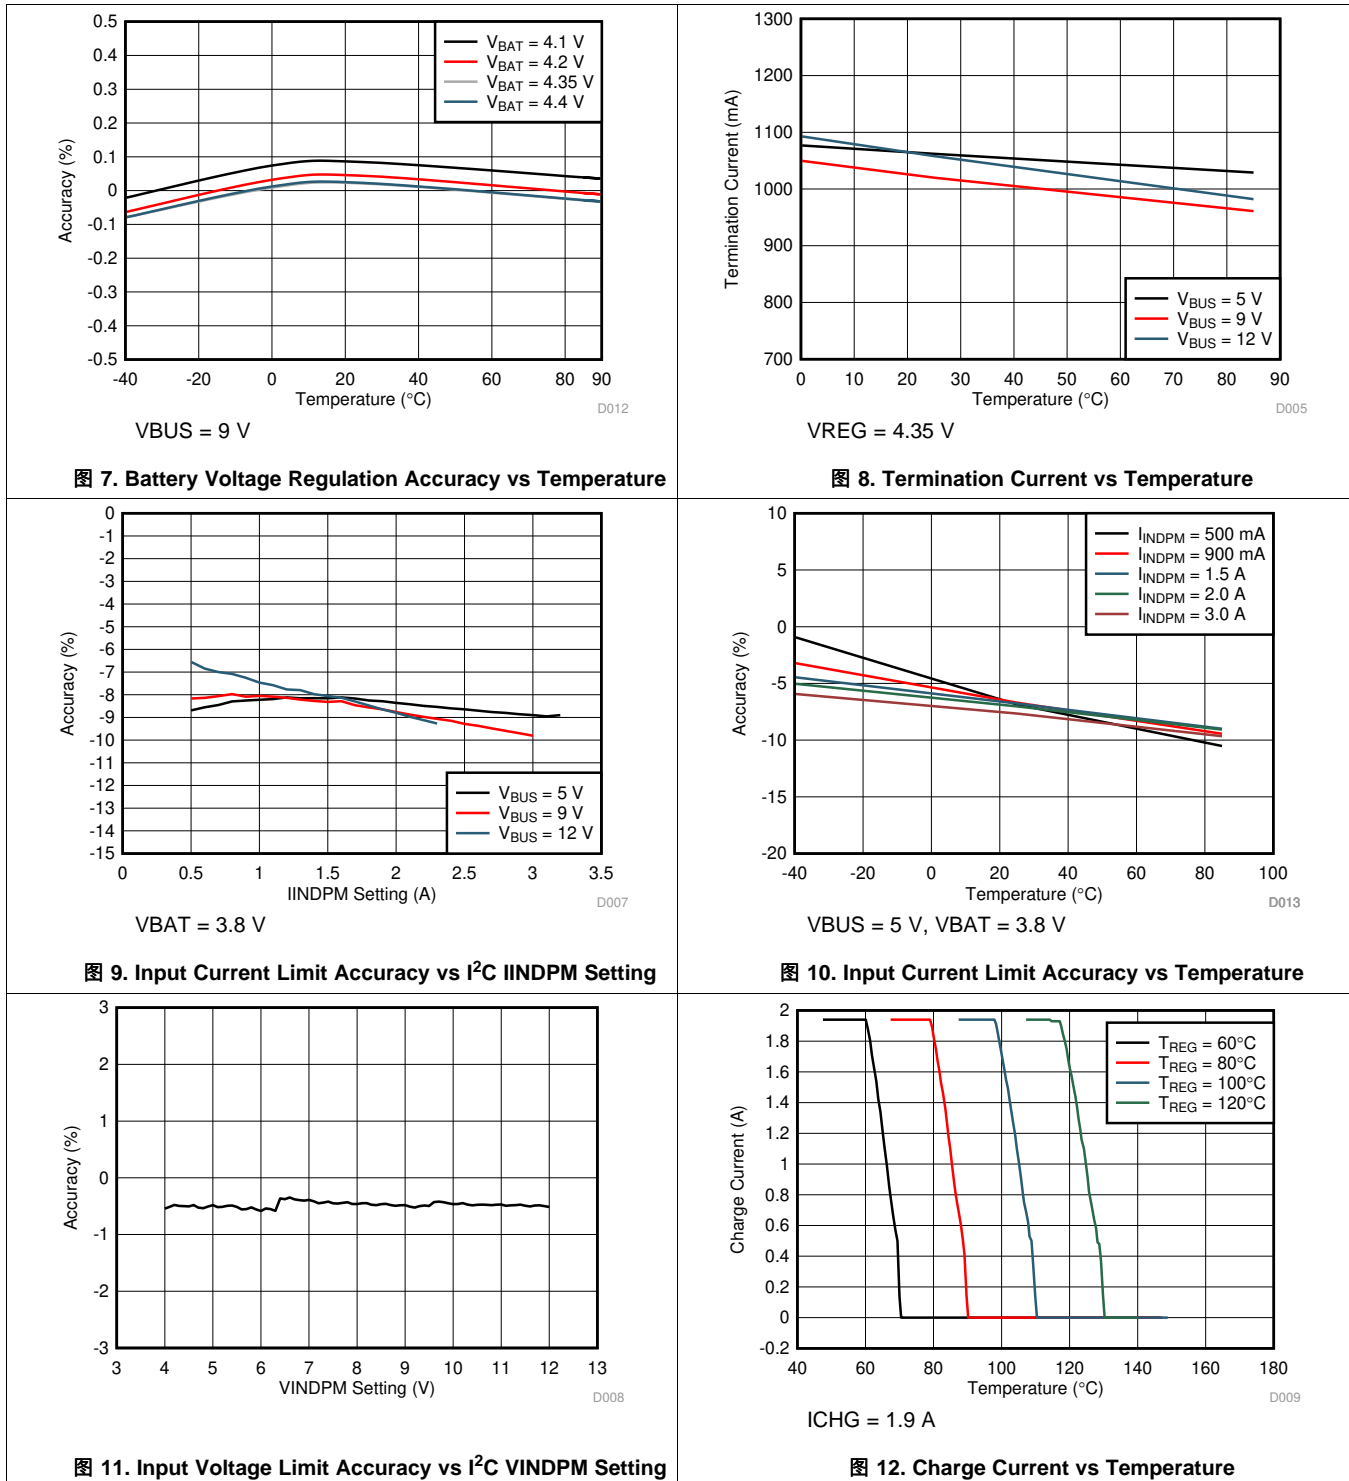 0.5
0.4
0.3
0.2
0.1
0
-0.1
-0.2
-0.3
-0.4
-0.5
Accuracy (%)
VBAT = 4.1 V
VBAT = 4.2 V
VBAT = 4.35 V
VBAT = 4.4 V
-40 -20 0 20 40 60 80 90
Temperature (°C)
D012
VBUS = 9 V
图 7. Battery Voltage Regulation Accuracy vs Temperature
1300
1200
1100
1000
900
800
700
Termination Current (mA)
VBUS = 5 V
VBUS = 9 V
VBUS = 12 V
0 10 20 30 40 50 60 70 80 90
Temperature (°C)
D005
VREG = 4.35 V
图 8. Termination Current vs Temperature
0
-1
-2
-3
-4
-5
-6
-7
-8
-9
-10
-11
-12
-13
-14
-15
Accuracy (%)
VBUS = 5 V
VBUS = 9 V
VBUS = 12 V
0 0.5 1 1.5 2 2.5 3 3.5
IINDPM Setting (A)
D007
VBAT = 3.8 V
图 9. Input Current Limit Accuracy vs I²C IINDPM Setting
10
5
0
-5
-10
-15
-20
Accuracy (%)
IINDPM = 500 mA
IINDPM = 900 mA
IINDPM = 1.5 A
IINDPM = 2.0 A
IINDPM = 3.0 A
-40 -20 0 20 40 60 80 100
Temperature (°C)
D013
VBUS = 5 V, VBAT = 3.8 V
图 10. Input Current Limit Accuracy vs Temperature
3
2
1
0
-1
-2
-3
Accuracy (%)
3 4 5 6 7 8 9 10 11 12 13
VINDPM Setting (V)
D008
图 11. Input Voltage Limit Accuracy vs I²C VINDPM Setting
2
1.8
1.6
1.4
1.2
1
0.8
0.6
0.4
0.2
0
-0.2
Charge Current (A)
TREG = 60°C
TREG = 80°C
TREG = 100°C
TREG = 120°C
40 60 80 100 120 140 160 180
Temperature (°C)
D009
ICHG = 1.9 A
图 12. Charge Current vs Temperature